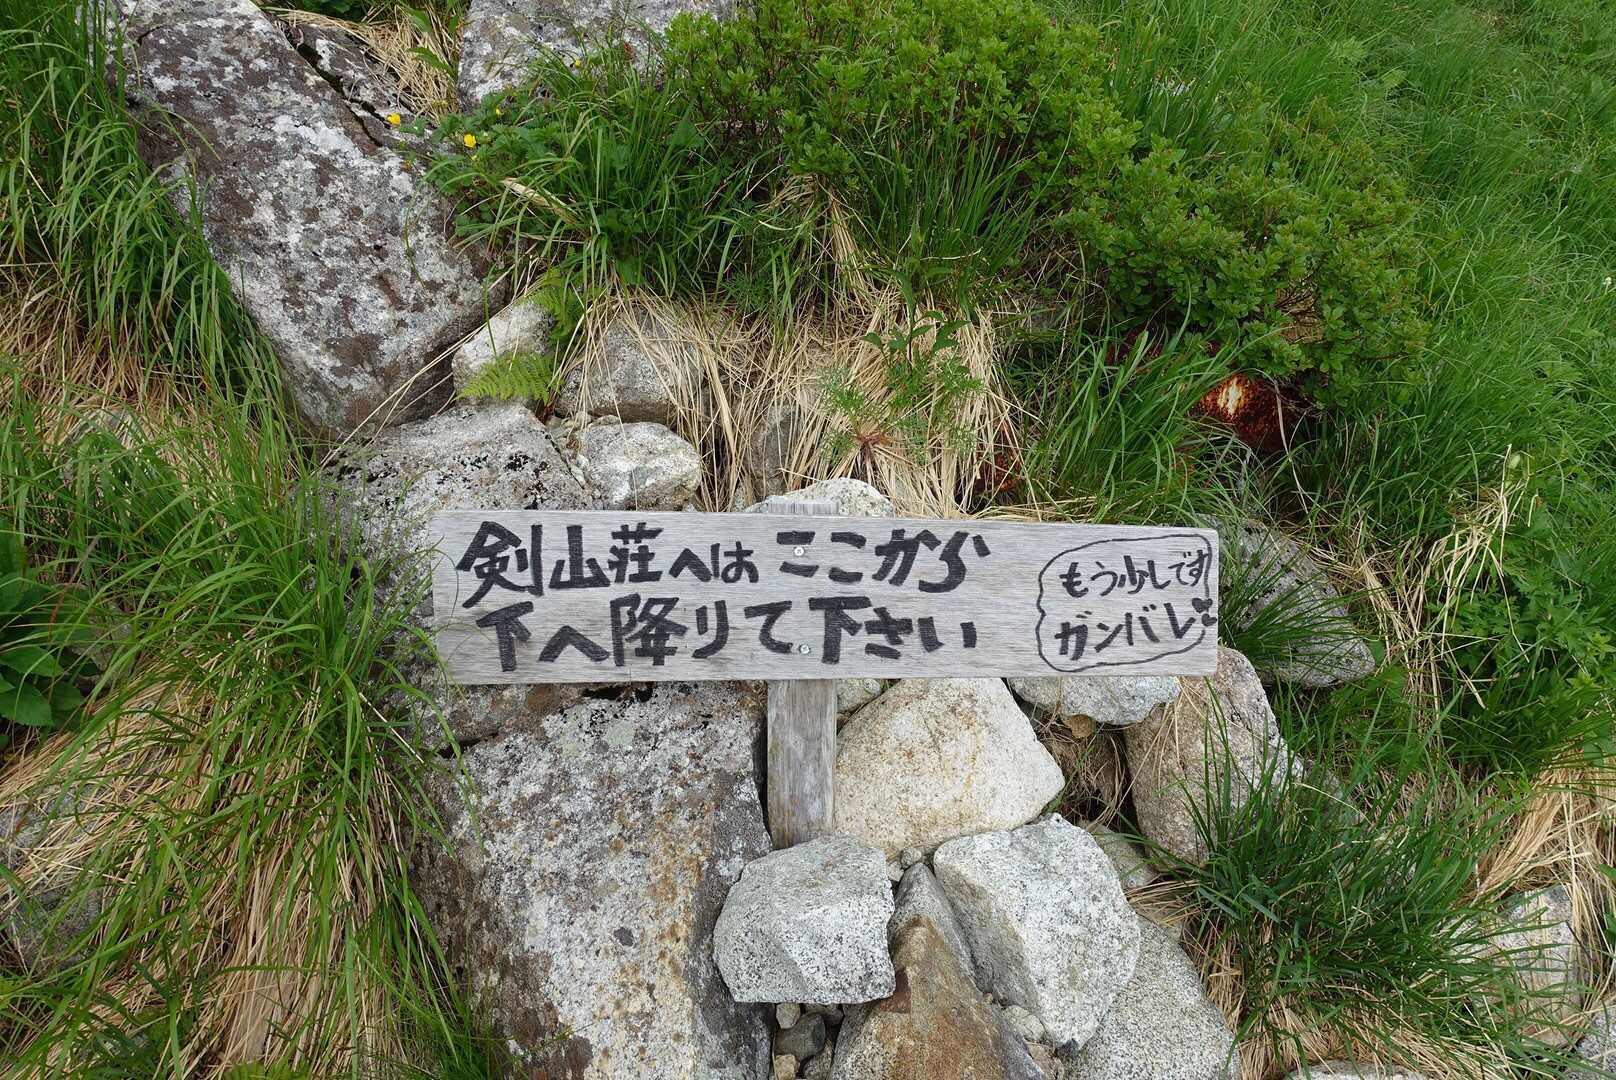 剣山荘へは ここから
下へ降りて下さい
もう少しです
ガンバレ♥